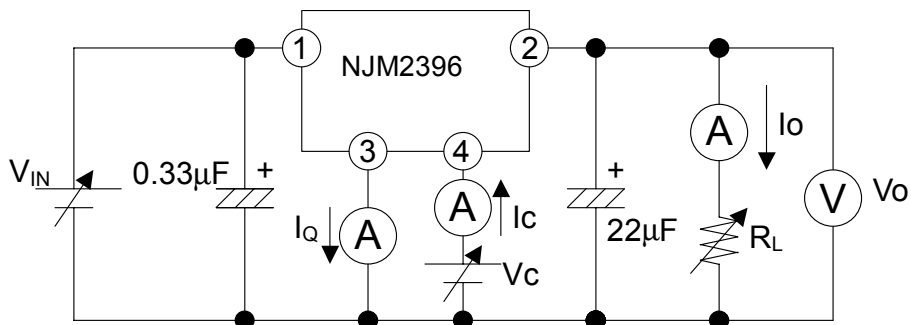 1
2
NJM2396
3
4
V_IN
0.33µF
+
I_Q
A
A
Ic
Vc
+
22µF
A
Io
R_L
V
Vo